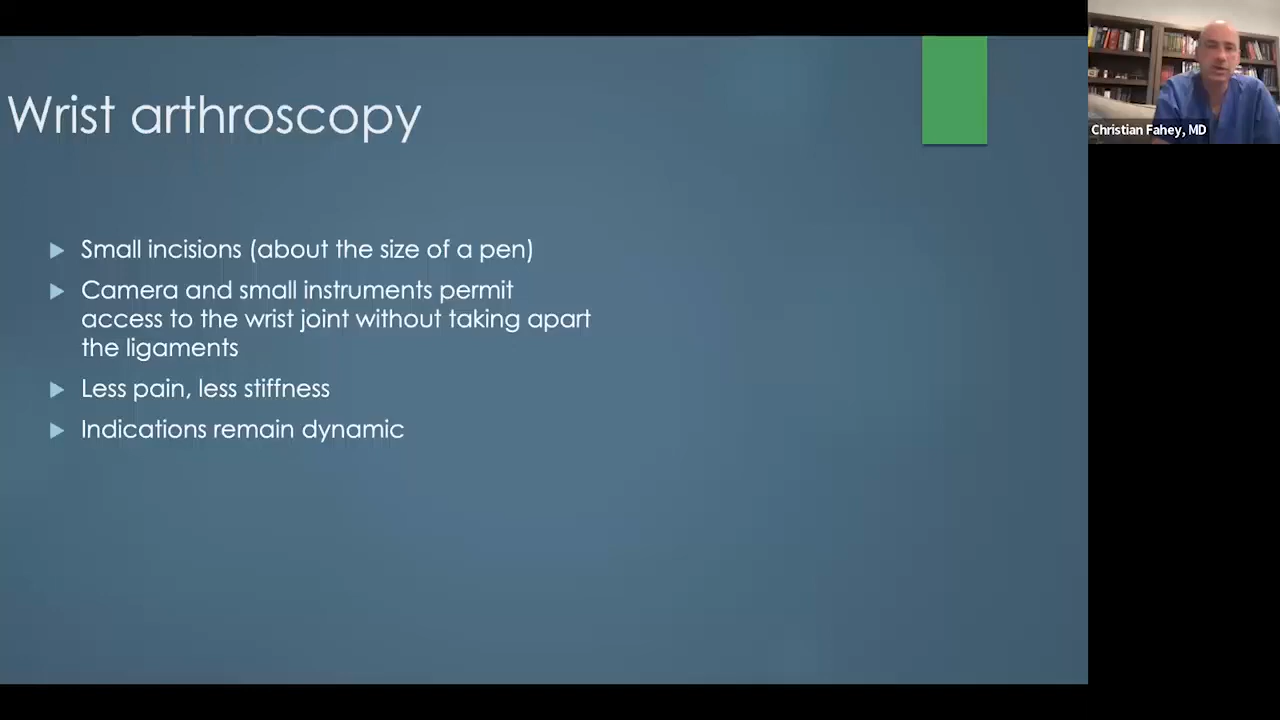 Wrist arthroscopy
Small incisions (about the size of a pen)
Camera and small instruments permit
access to the wrist joint without taking apart
the ligaments
Less pain, less stiffness
Indications remain dynamic
Christian Fahey, MD